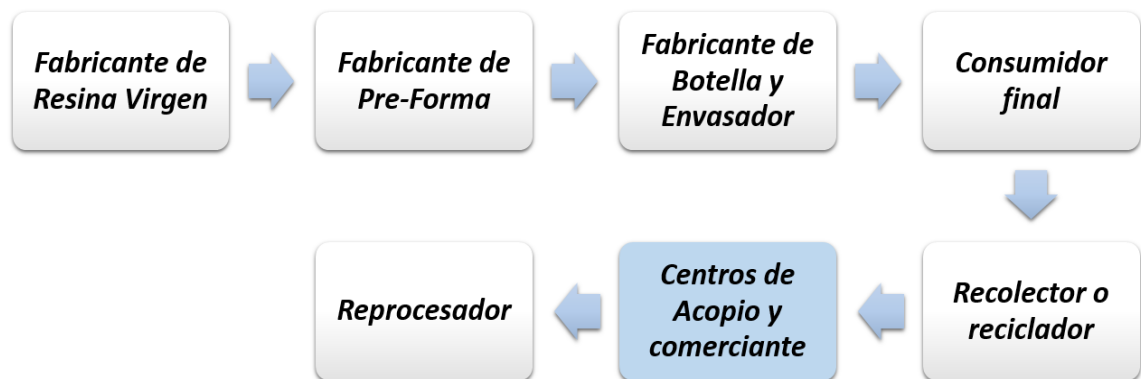 Fabricante de
Resina Virgen
Fabricante de
Pre-Forma
Fabricante de
Botella y
Envasador
Consumidor
final
Recolector o
reciclador
Centros de
Acopio y
comerciante
Reprocesador